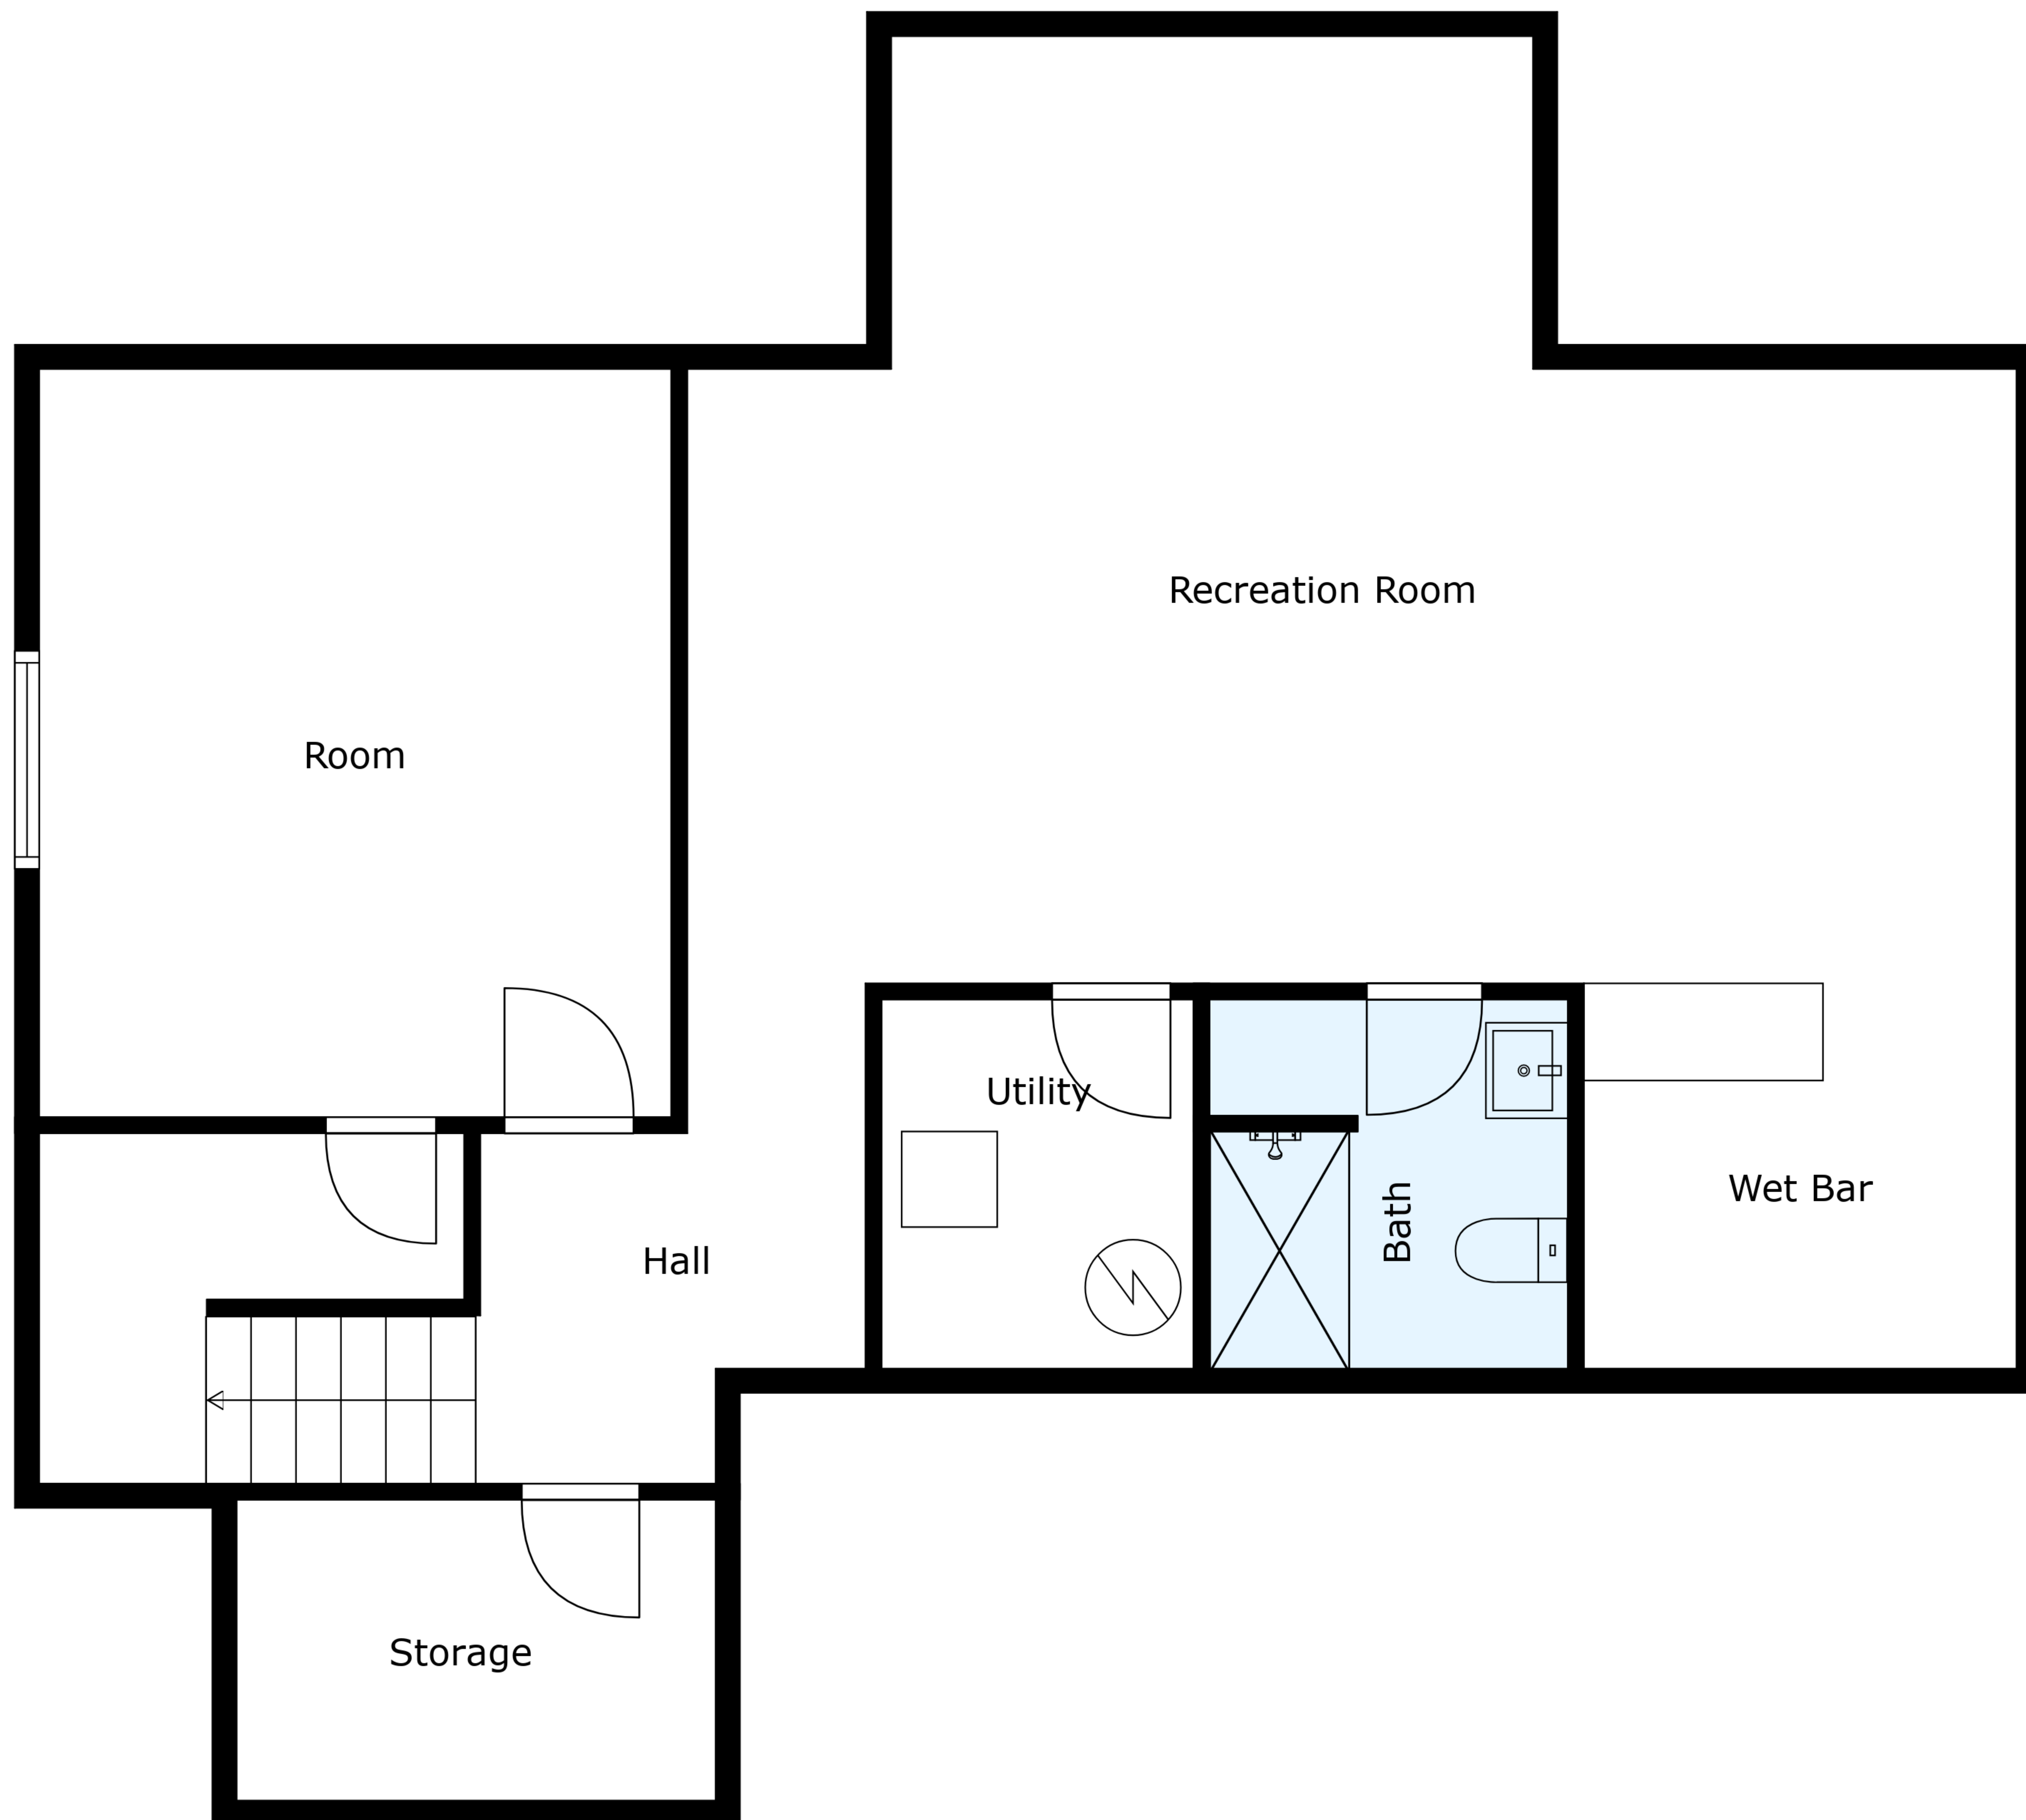 Recreation Room
Room
Utility
Wet Bar
Bath
Hall
Storage